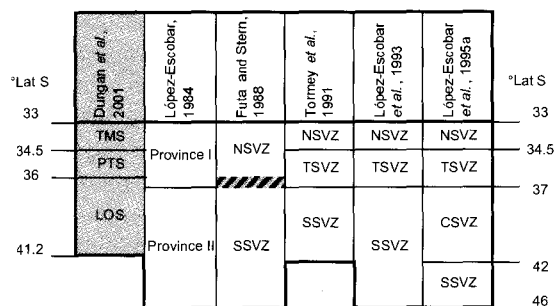 °Lat S
33
34.5
36
41.2
Dungan et al.,
2001
López-Escobar,
1984
Futa and Stern,
1988
Tormey et al.,
1991
López-Escobar
et al., 1993
López-Escobar
et al., 1995a
°Lat S
33
34.5
37
42
46
TMS
PTS
LOS
Province I
Province II
NSVZ
SSVZ
NSVZ
TSVZ
SSVZ
NSVZ
TSVZ
SSVZ
NSVZ
TSVZ
CSVZ
SSVZ